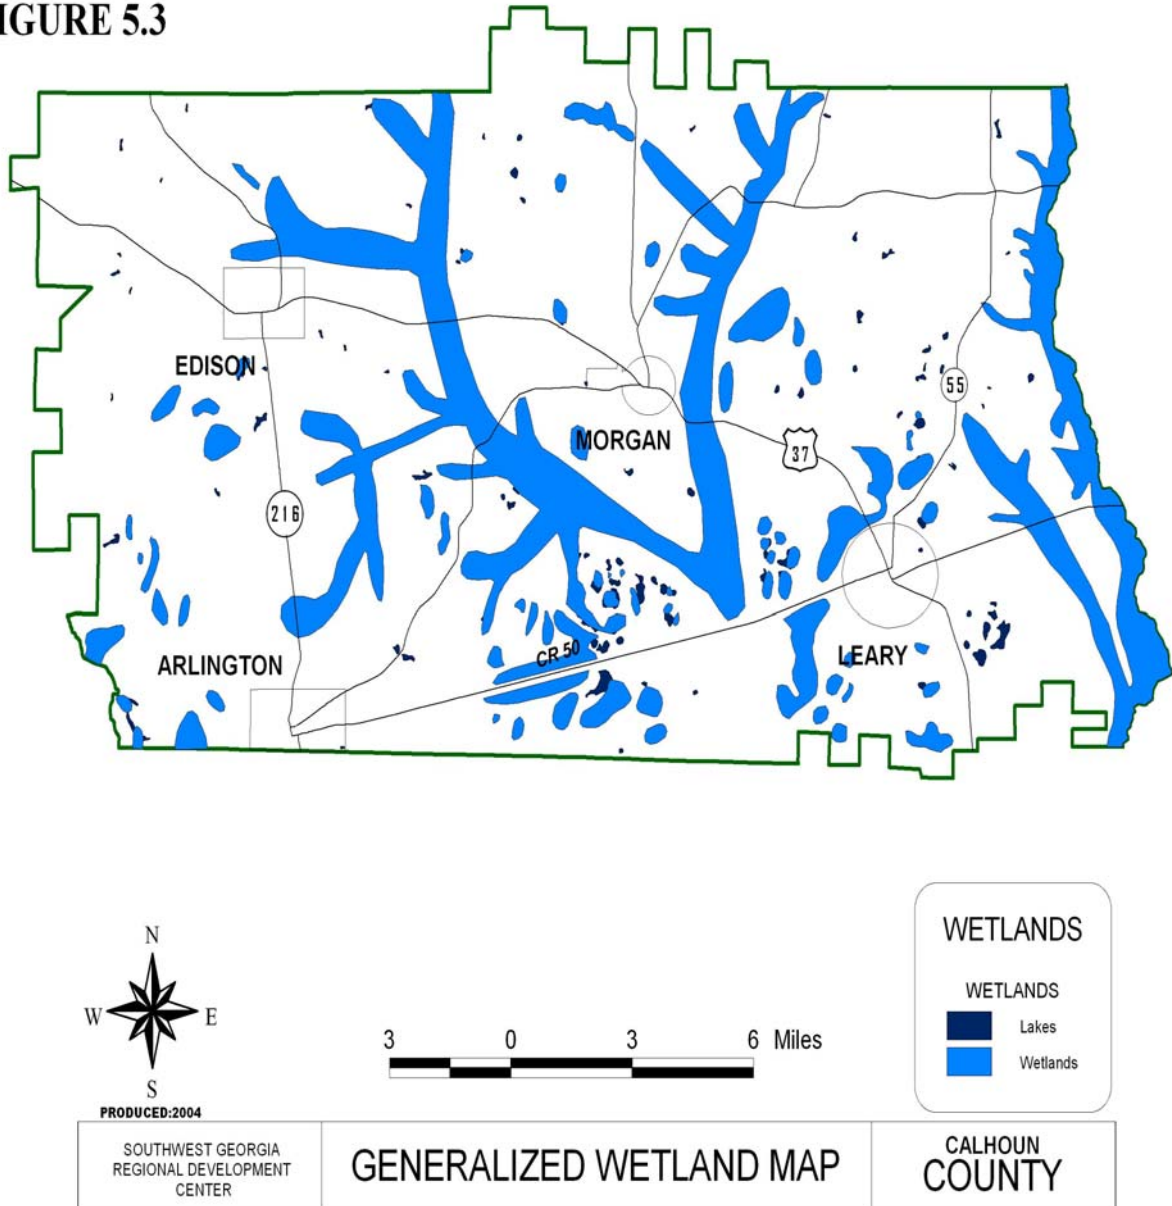 IGURE 5.3
EDISON
55
MORGAN
37
216
ARLINGTON
CR 50
LEARY
WETLANDS
WETLANDS
Lakes
Wetlands
N
W E
S
3 0 3 6 Miles
PRODUCED:2004
SOUTHWEST GEORGIA
REGIONAL DEVELOPMENT
CENTER
GENERALIZED WETLAND MAP
CALHOUN
COUNTY